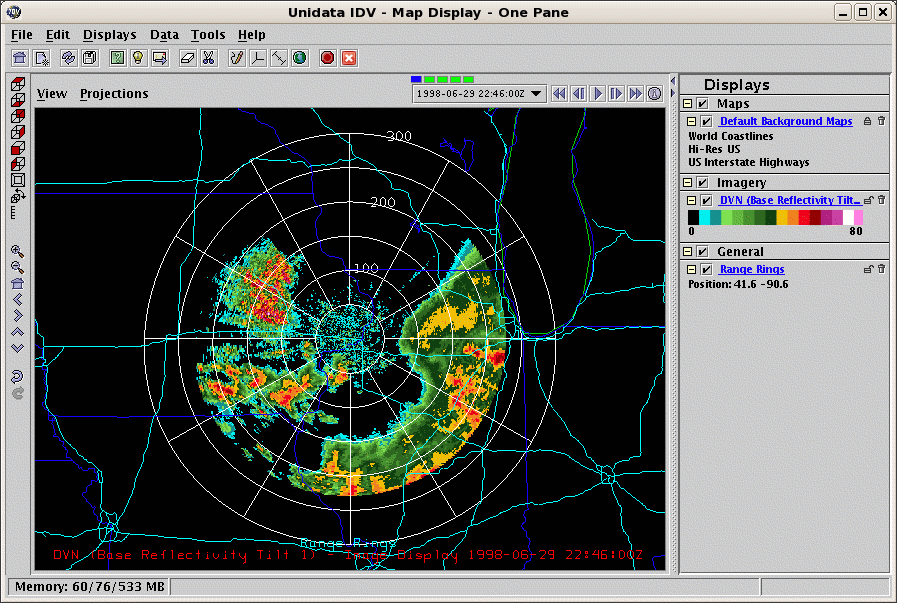 Unidata IDV - Map Display - One Pane
File Edit Displays Data Tools Help
View Projections
1998-06-29 22:46:00Z
300
200
100
Range Rings
DVN (Base Reflectivity Tilt 1) - Image Display 1998-06-29 22:46:00Z
Displays
Maps
Default Background Maps
World Coastlines
Hi-Res US
US Interstate Highways
Imagery
DVN (Base Reflectivity Tilt...
0 80
General
Range Rings
Position: 41.6 -90.6
Memory: 60/76/533 MB